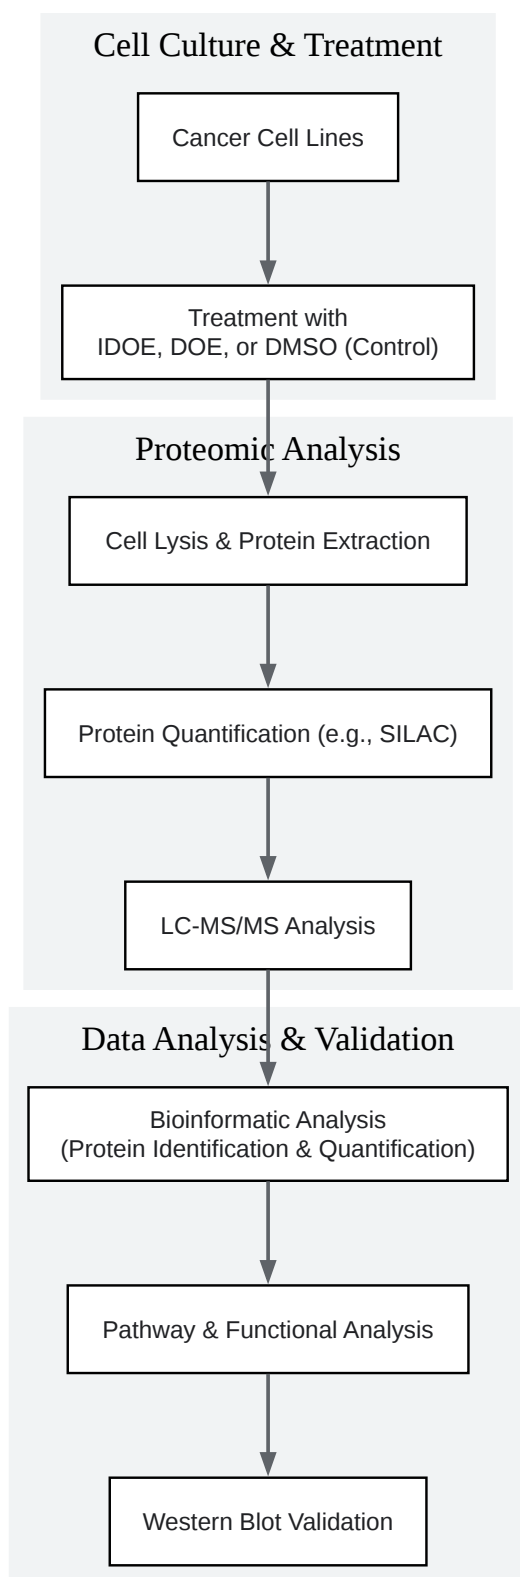 Cell Culture & Treatment
Cancer Cell Lines
Treatment with
IDOE, DOE, or DMSO (Control)
Proteomic Analysis
Cell Lysis & Protein Extraction
Protein Quantification (e.g., SILAC)
LC-MS/MS Analysis
Data Analysis & Validation
Bioinformatic Analysis
(Protein Identification & Quantification)
Pathway & Functional Analysis
Western Blot Validation